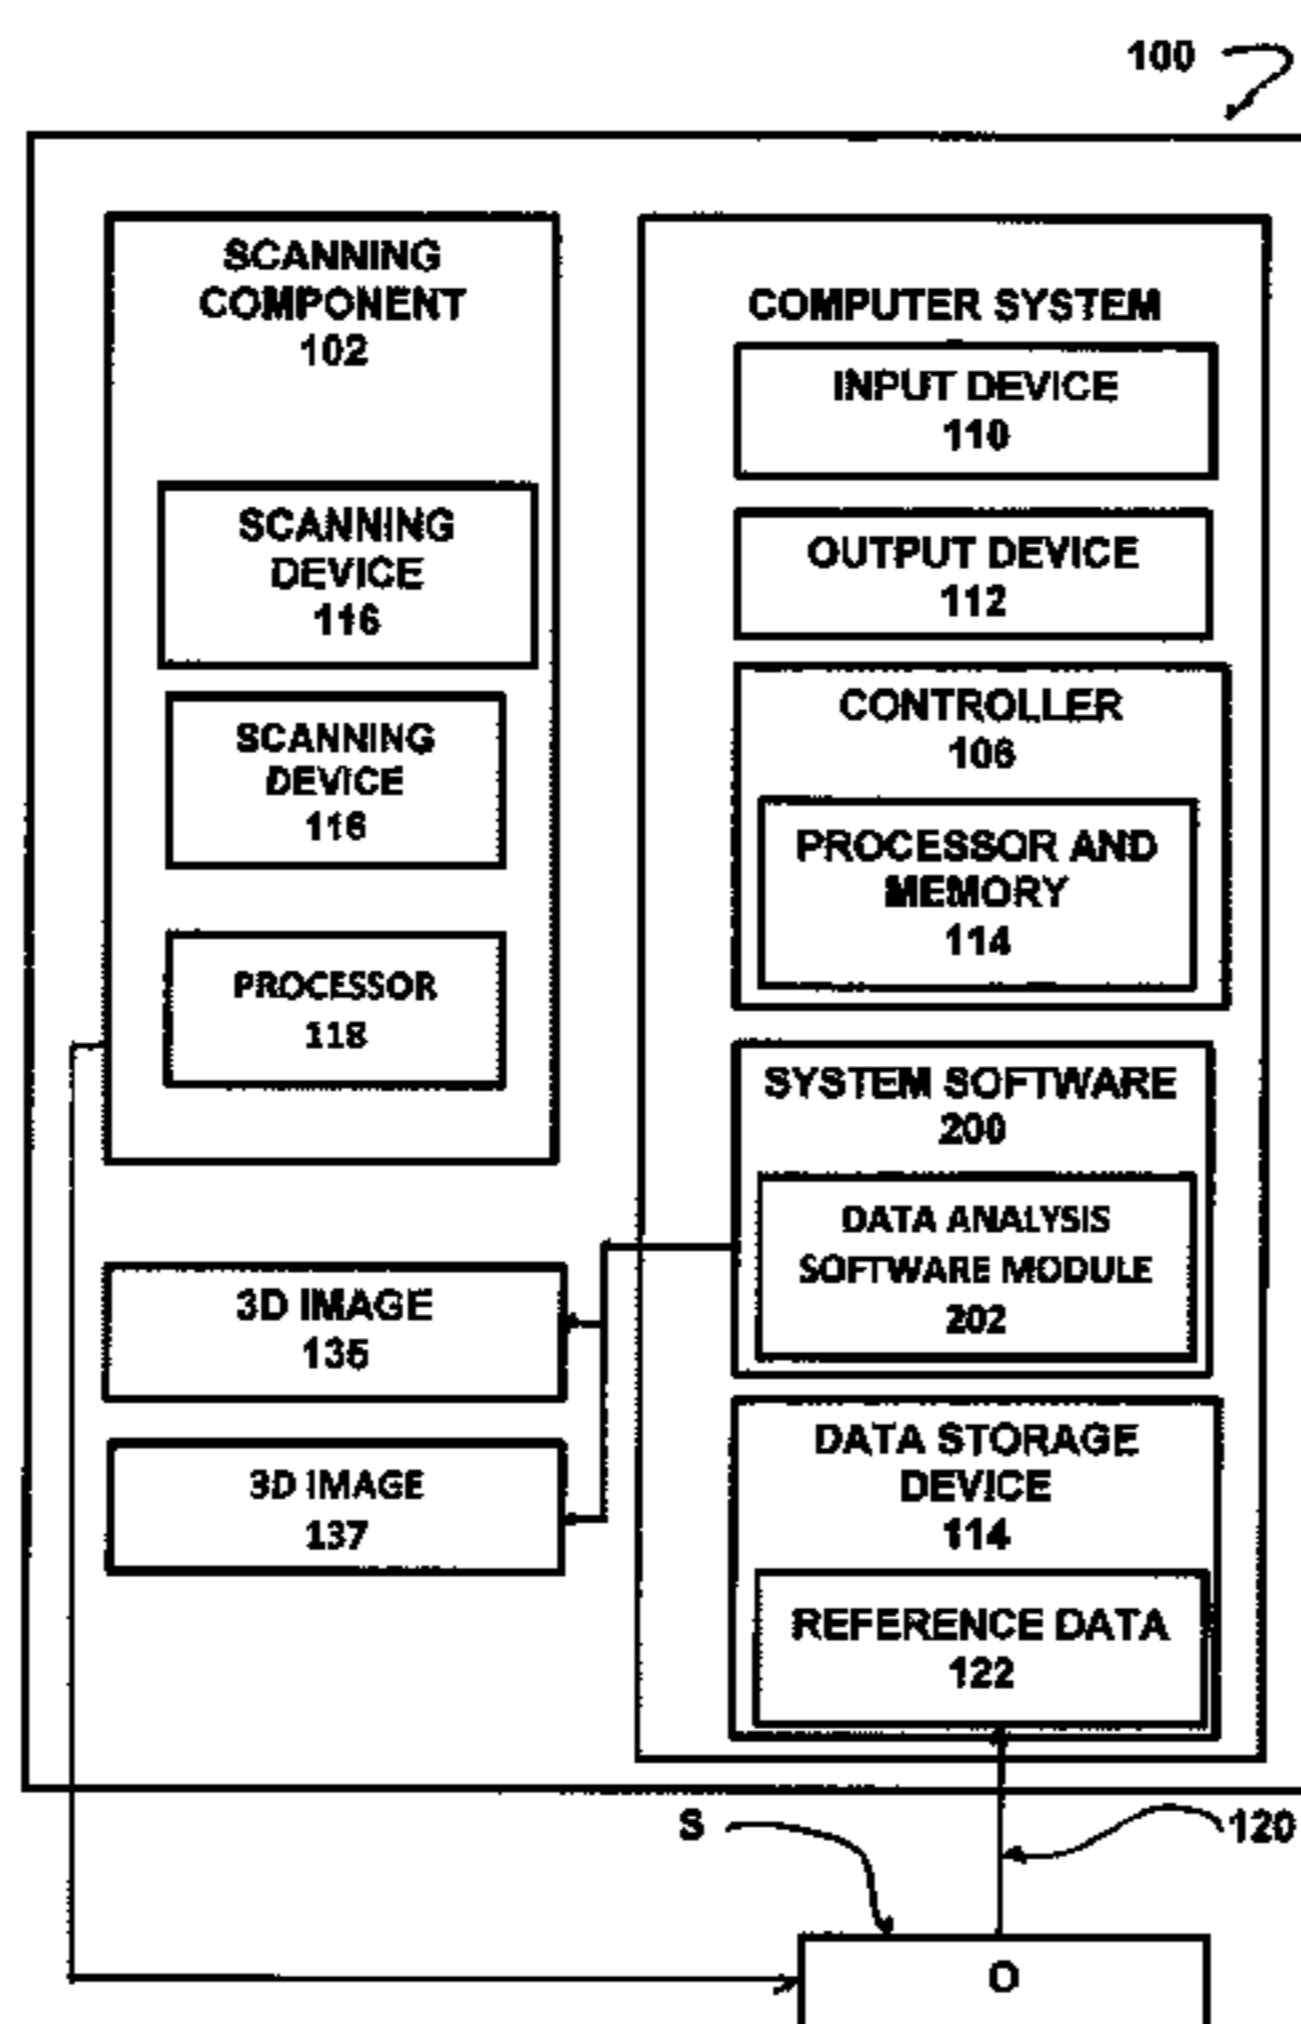 100
SCANNING
COMPONENT
102
SCANNING
DEVICE
116
SCANNING
DEVICE
116
PROCESSOR
118
3D IMAGE
135
3D IMAGE
137
COMPUTER SYSTEM
INPUT DEVICE
110
OUTPUT DEVICE
112
CONTROLLER
106
PROCESSOR AND
MEMORY
114
SYSTEM SOFTWARE
200
DATA ANALYSIS
SOFTWARE MODULE
202
DATA STORAGE
DEVICE
114
REFERENCE DATA
122
S
120
O